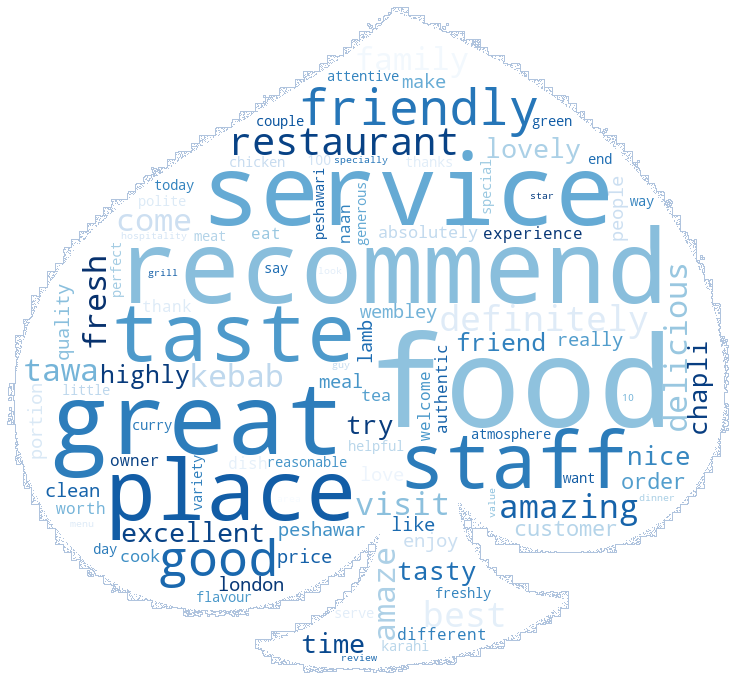 family
attentive
make
friendly
couple
green
restaurant
lovely
chicken
100
specially
thanks
end
service
today
peshawari
naan
generous
special
star
people
way
polite
come
hospitality
meat
eat
absolutely
experience
recommend
fresh
perfect
grill
say
look
delicious
quality
thank
taste
wembley
definitely
lamb
food
friend
really
chapli
tawa
highly
kebab
guy
meal
tea
welcome
authentic
little
great
10
portion
curry
try
atmosphere
staff
helpful
nice
owner
variety
dish
reasonable
love
want
order
clean
place
worth
visit
value
amazing
dinner
menu
excellent
peshawar
like
customer
day
cook
good
price
amaze
enjoy
tasty
london
flavour
freshly
serve
best
time
different
karahi
review